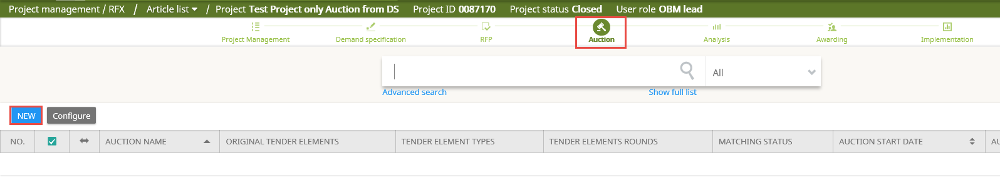 Project management / RFX / Article list / Project Test Project only Auction from DS Project ID 0087170 Project status Closed User role OBM lead
Project Management Demand specification RFP Auction Analysis Awarding Implementation
All
Advanced search Show full list
NEW Configure
NO. AUCTION NAME ORIGINAL TENDER ELEMENTS TENDER ELEMENT TYPES TENDER ELEMENTS ROUNDS MATCHING STATUS AUCTION START DATE AU